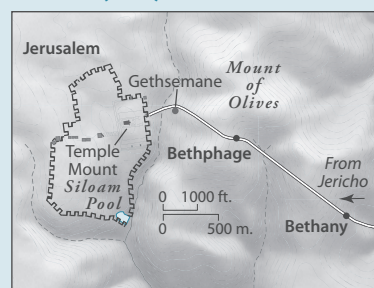 Jerusalem
Gethsemane
Mount
of
Olives
Temple
Mount
Siloam
Pool
Bethphage
From
Jericho
Bethany
0 1000 ft.
0 500 m.